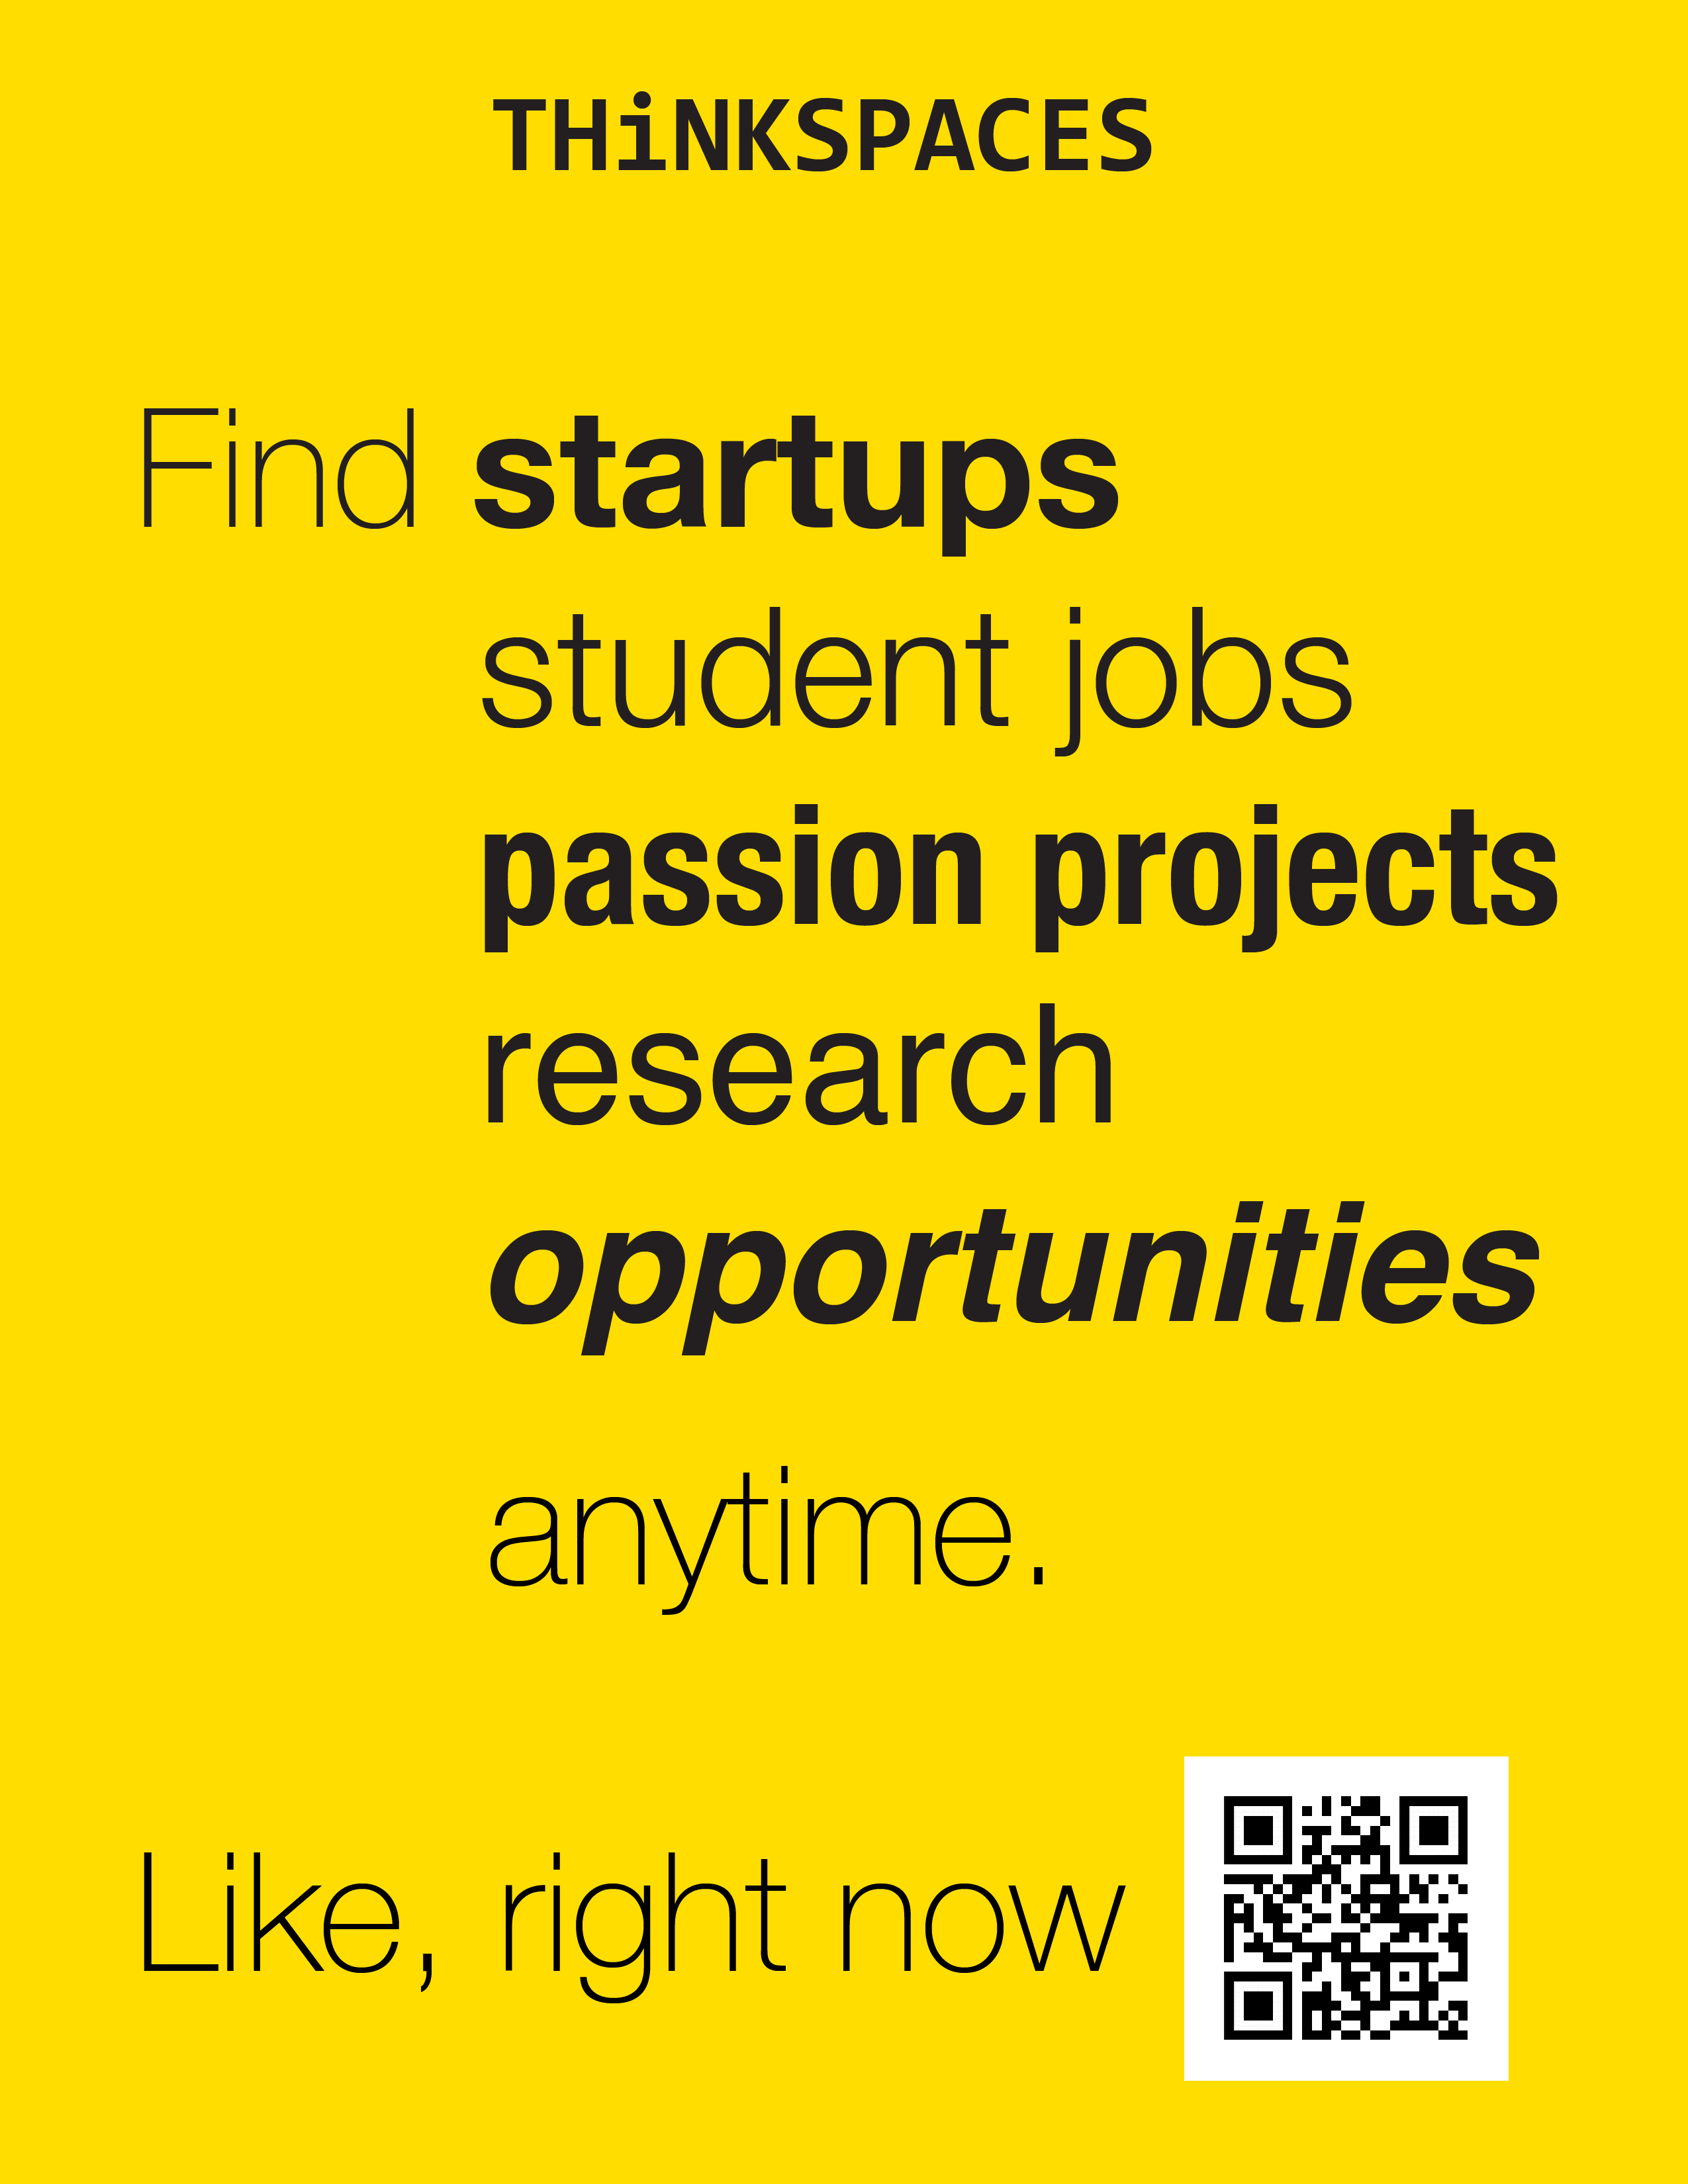 THiNKSPACES
Find startups
student jobs
passion projects
research
opportunities
anytime.
Like, right now